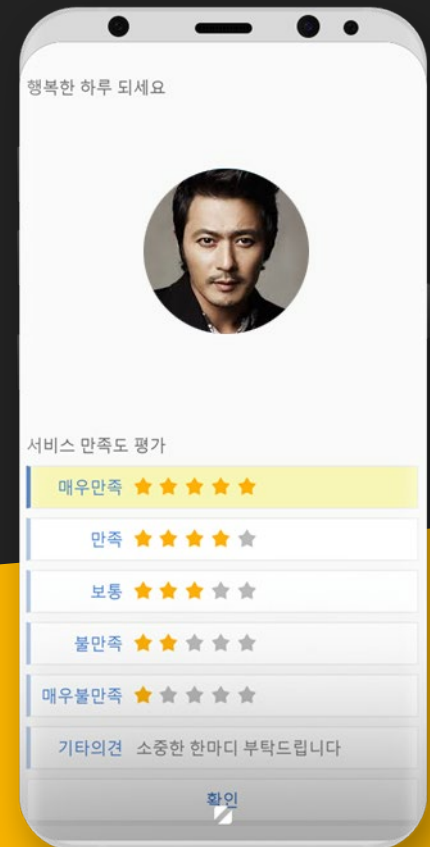 행복한 하루 되세요
서비스 만족도 평가
매우만족
만족
보통
불만족
매우불만족
기타의견 소중한 한마디 부탁드립니다
확인